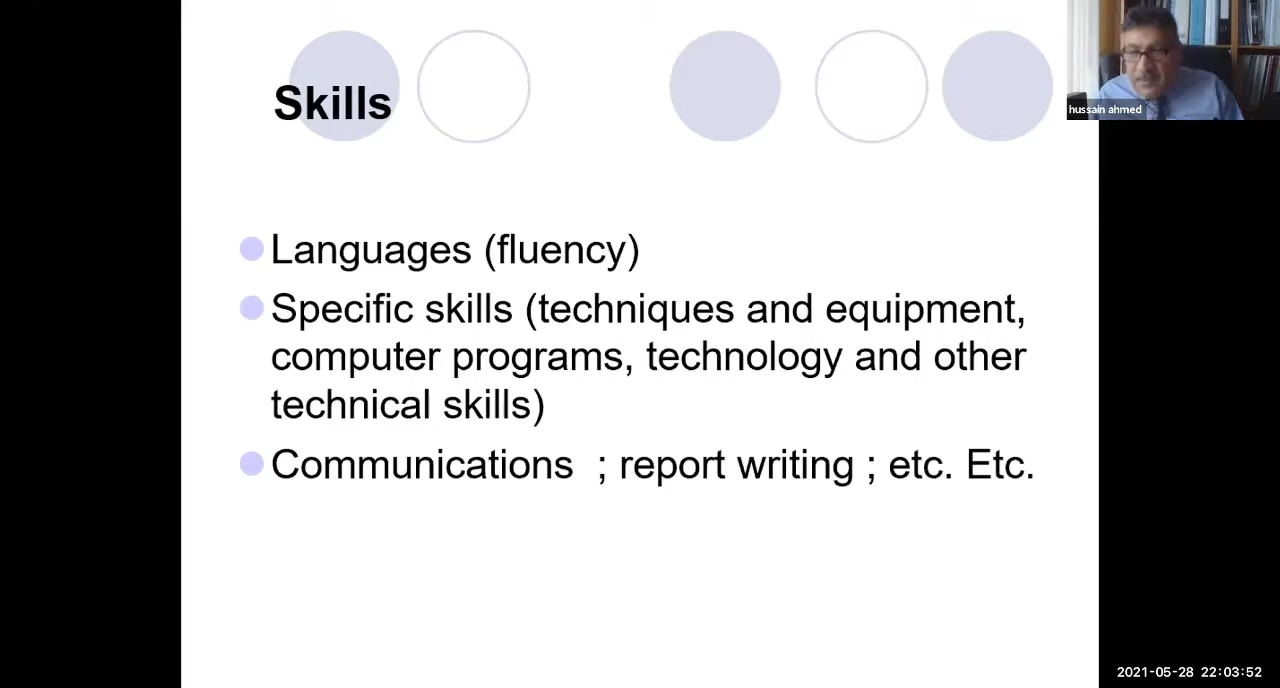 Skills
hussain ahmed
Languages (fluency)
Specific skills (techniques and equipment,
computer programs, technology and other
technical skills)
Communications  ; report writing ; etc. Etc.
2021-05-28 22:03:52